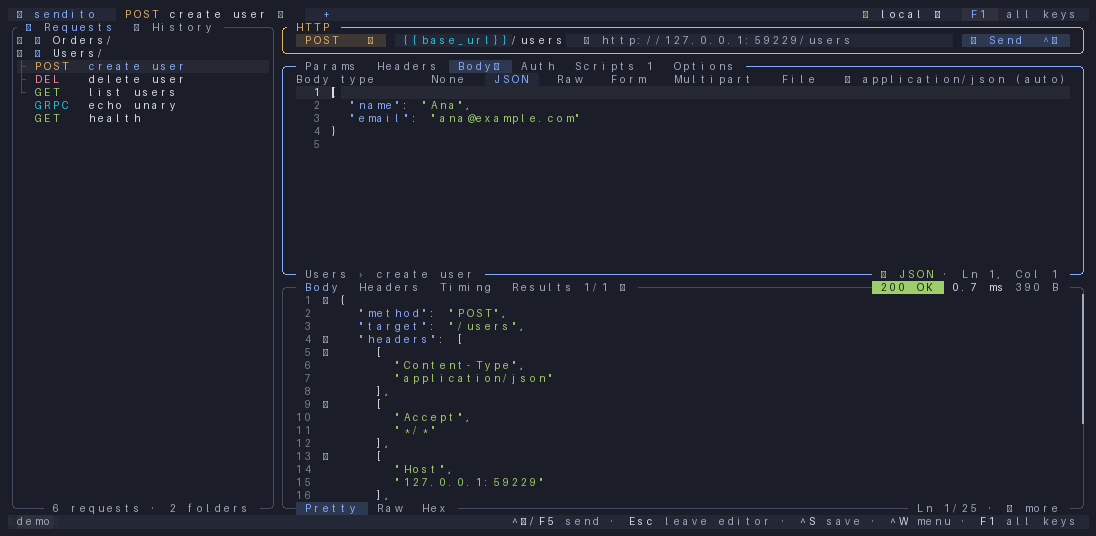 sendito POST create user + local F1 all keys
Requests History
HTTP
Orders/
POST {{base_url}}/users http://127.0.0.1:59229/users Send
Users/
POST create user
DEL delete user
GET list users
GRPC echo unary
GET health
6 requests · 2 folders
Params Headers Body Auth Scripts 1 Options
Body type None JSON Raw Form Multipart File application/json (auto)
1
2 "name": "Ana",
3 "email": "ana@example.com"
4 }
5
Users › create user JSON · Ln 1, Col 1
Body Headers Timing Results 1/1 200 OK 0.7 ms 390 B
1 {
2 "method": "POST",
3 "target": "/users",
4 "headers": [
5 [
6 "Content-Type",
7 "application/json"
8 ],
9 [
10 "Accept",
11 "*/*"
12 ],
13 [
14 "Host",
15 "127.0.0.1:59229"
16 ],
Pretty Raw Hex Ln 1/25 · more
demo /F5 send · Esc leave editor · ^S save · ^W menu · F1 all keys